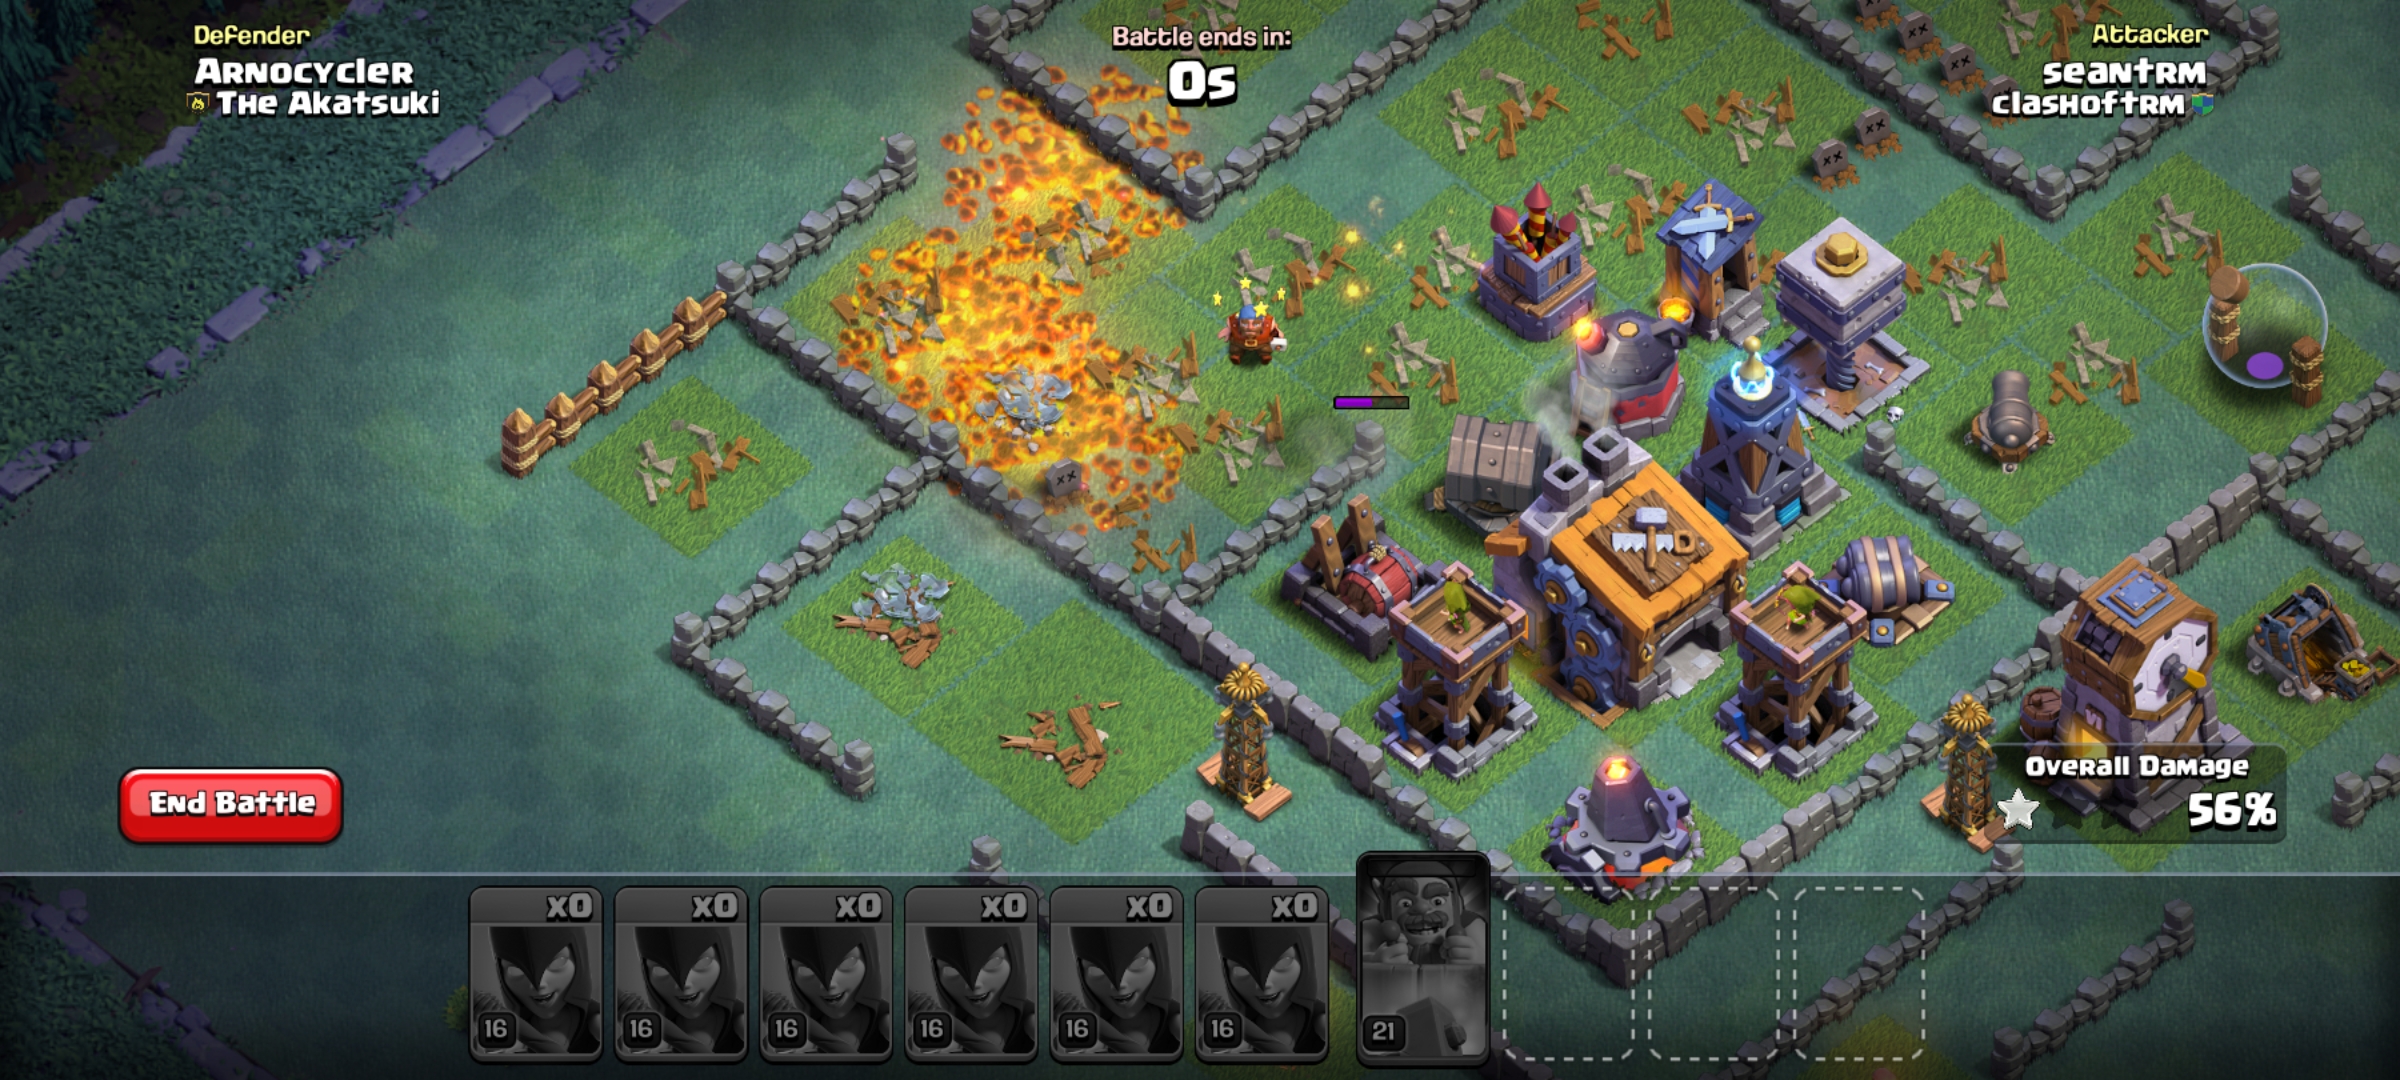 Defender
Arnocycler
The Akatsuki
Battle ends in:
0s
Attacker
seantrm
clashoftrm
End Battle
Overall Damage
56%
x0
x0
x0
x0
x0
x0
16
16
16
16
16
16
21